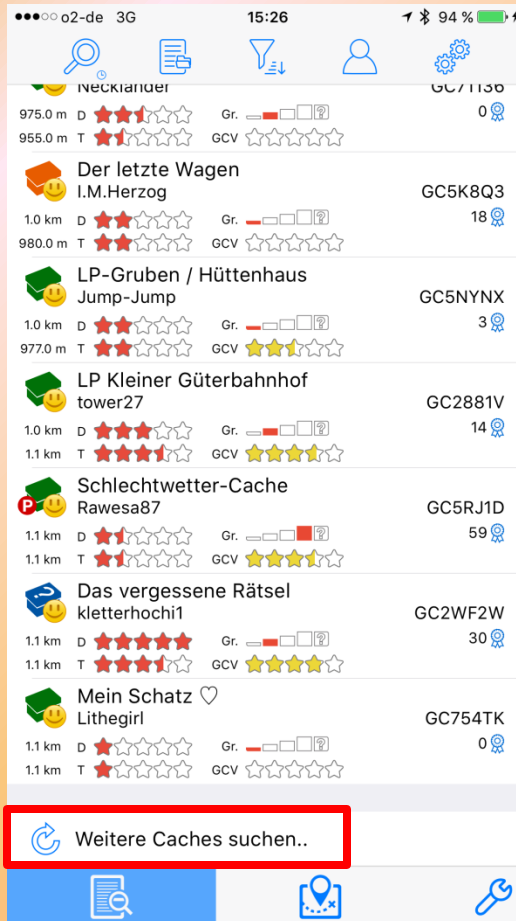 o2-de 3G 15:26 94 %
Necklander GC71136
975.0 m D Gr. ? 0
955.0 m T GCV
Der letzte Wagen
I.M.Herzog GC5K8Q3
1.0 km D Gr. ? 18
980.0 m T GCV
LP-Gruben / Hüttenhaus
Jump-Jump GC5NYNX
1.0 km D Gr. ? 3
977.0 m T GCV
LP Kleiner Güterbahnhof
tower27 GC2881V
1.0 km D Gr. ? 14
1.1 km T GCV
Schlechtwetter-Cache
P Rawesa87 GC5RJ1D
1.1 km D Gr. ? 59
1.1 km T GCV
Das vergessene Rätsel
? kletterhochi1 GC2WF2W
1.1 km D Gr. ? 30
1.1 km T GCV
Mein Schatz ♡
Lithegirl GC754TK
1.1 km D Gr. ? 0
1.1 km T GCV
Weitere Caches suchen..